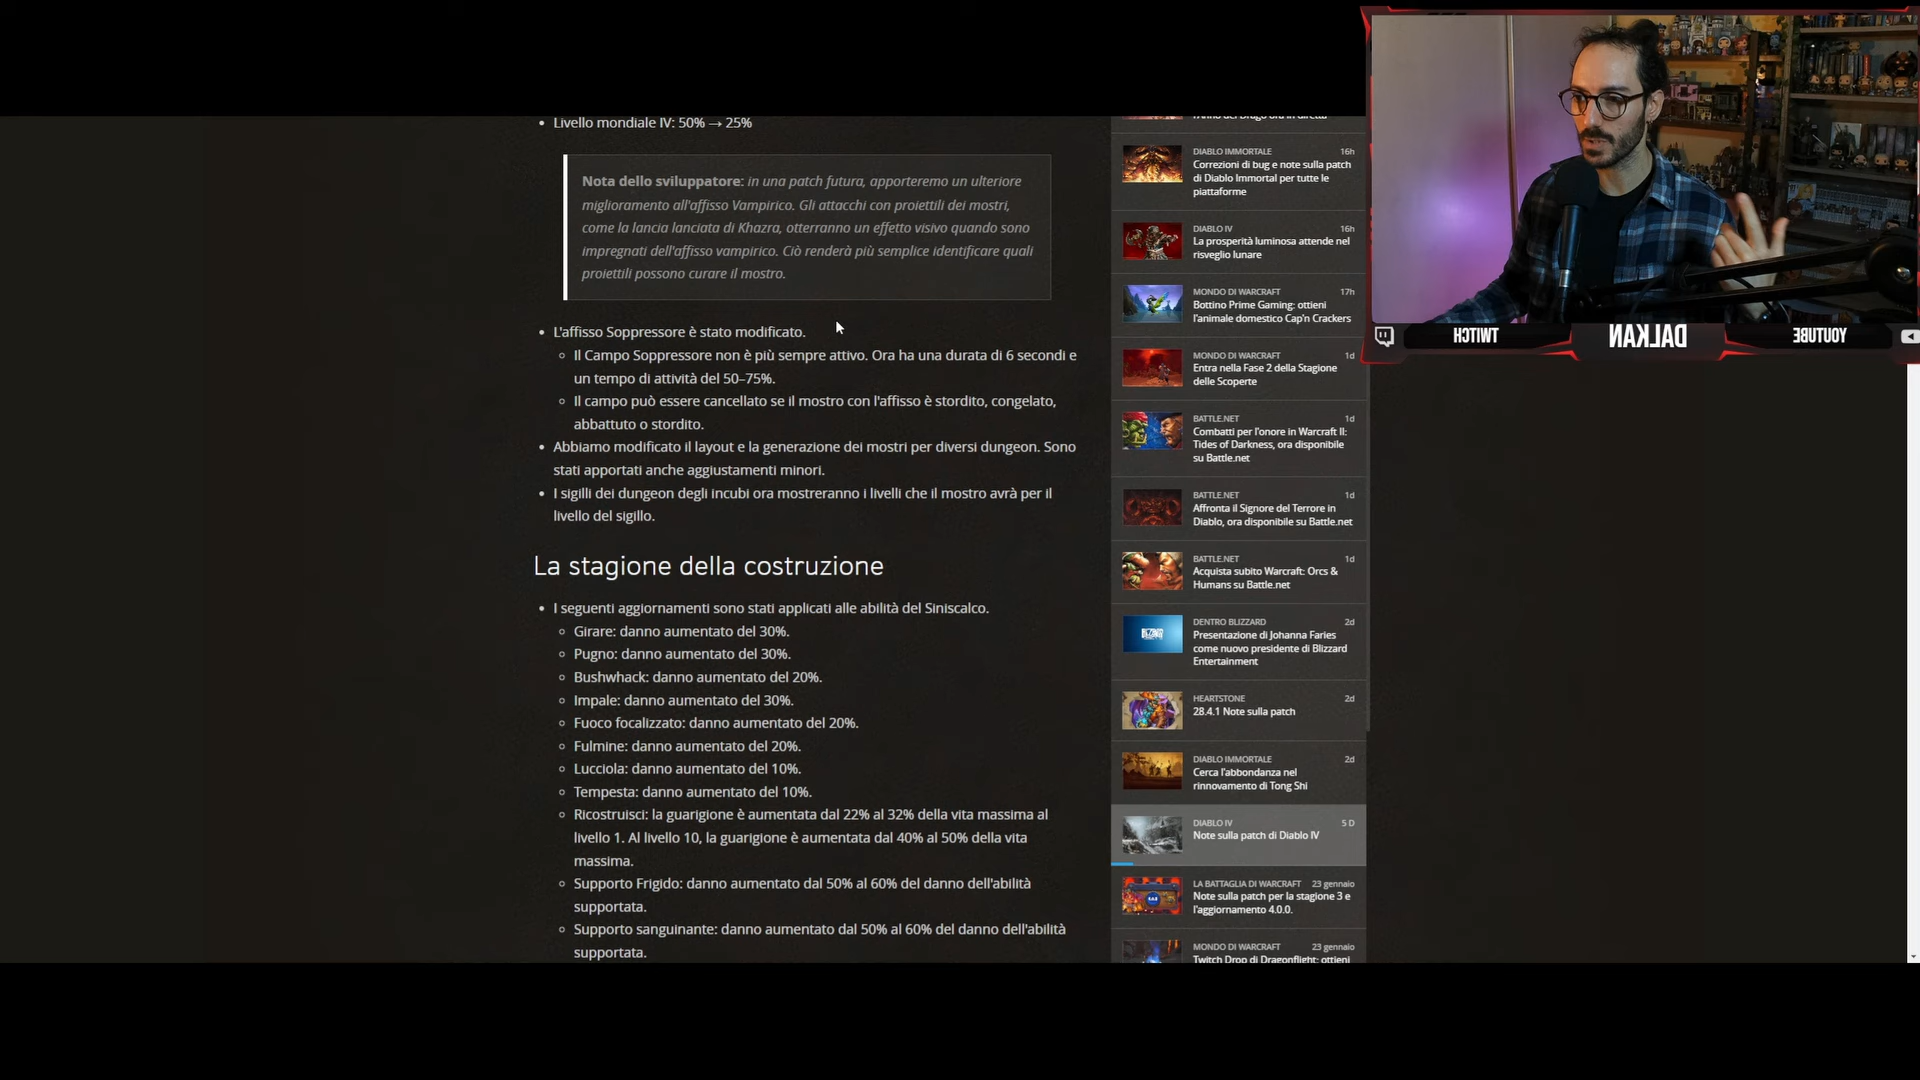 Livello mondiale IV: 50% → 25%
Nota dello sviluppatore: in una patch futura, apporteremo un ulteriore
miglioramento all'affisso Vampirico. Gli attacchi con proiettili dei mostri,
come la lancia lanciata di Khazra, otterranno un effetto visivo quando sono
impregnati dell'affisso vampirico. Ciò renderà più semplice identificare quali
proiettili possono curare il mostro.
L'affisso Soppressore è stato modificato.
Il Campo Soppressore non è più sempre attivo. Ora ha una durata di 6 secondi e
un tempo di attività del 50–75%.
Il campo può essere cancellato se il mostro con l'affisso è stordito, congelato,
abbattuto o stordito.
Abbiamo modificato il layout e la generazione dei mostri per diversi dungeon. Sono
stati apportati anche aggiustamenti minori.
I sigilli dei dungeon degli incubi ora mostreranno i livelli che il mostro avrà per il
livello del sigillo.
La stagione della costruzione
I seguenti aggiornamenti sono stati applicati alle abilità del Siniscalco.
Girare: danno aumentato del 30%.
Pugno: danno aumentato del 30%.
Bushwhack: danno aumentato del 20%.
Impale: danno aumentato del 30%.
Fuoco focalizzato: danno aumentato del 20%.
Fulmine: danno aumentato del 20%.
Lucciola: danno aumentato del 10%.
Tempesta: danno aumentato del 10%.
Ricostruisci: la guarigione è aumentata dal 22% al 32% della vita massima al
livello 1. Al livello 10, la guarigione è aumentata dal 40% al 50% della vita
massima.
Supporto Frigido: danno aumentato dal 50% al 60% del danno dell'abilità
supportata.
Supporto sanguinante: danno aumentato dal 50% al 60% del danno dell'abilità
supportata.
DIABLO IMMORTALE 16h
Correzioni di bug e note sulla patch
di Diablo Immortal per tutte le
piattaforme
DIABLO IV 16h
La prosperità luminosa attende nel
risveglio lunare
MONDO DI WARCRAFT 17h
Bottino Prime Gaming: ottieni
l'animale domestico Cap'n Crackers
MONDO DI WARCRAFT 1d
Entra nella Fase 2 della Stagione
delle Scoperte
BATTLE.NET 1d
Combatti per l'onore in Warcraft II:
Tides of Darkness, ora disponibile
su Battle.net
BATTLE.NET 1d
Affronta il Signore del Terrore in
Diablo, ora disponibile su Battle.net
BATTLE.NET 1d
Acquista subito Warcraft: Orcs &
Humans su Battle.net
DENTRO BLIZZARD 2d
Presentazione di Johanna Faries
come nuovo presidente di Blizzard
Entertainment
HEARTSTONE 2d
28.4.1 Note sulla patch
DIABLO IMMORTALE 2d
Cerca l'abbondanza nel
rinnovamento di Tong Shi
DIABLO IV 5 D
Note sulla patch di Diablo IV
LA BATTAGLIA DI WARCRAFT 23 gennaio
Note sulla patch per la stagione 3 e
l'aggiornamento 4.0.0.
MONDO DI WARCRAFT 23 gennaio
Twitch Drop di Dragonflight: ottieni
TWITCH DALKAN YOUTUBE